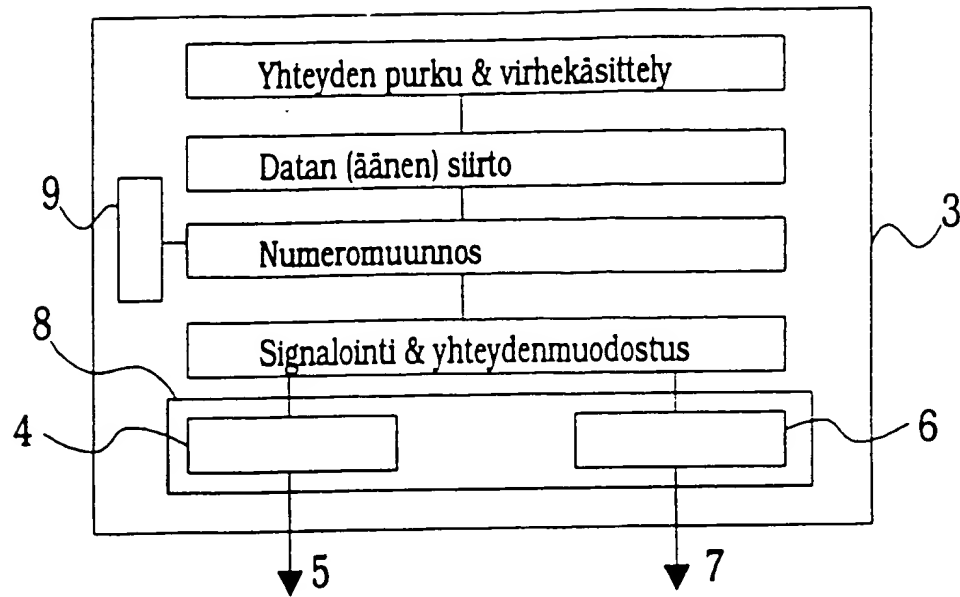 Yhteyden purku & virhekäsittely
Datan (äänen) siirto
9
3
Numeromuunnos
8
Signalointi & yhteydenmuodostus
4
6
5
7